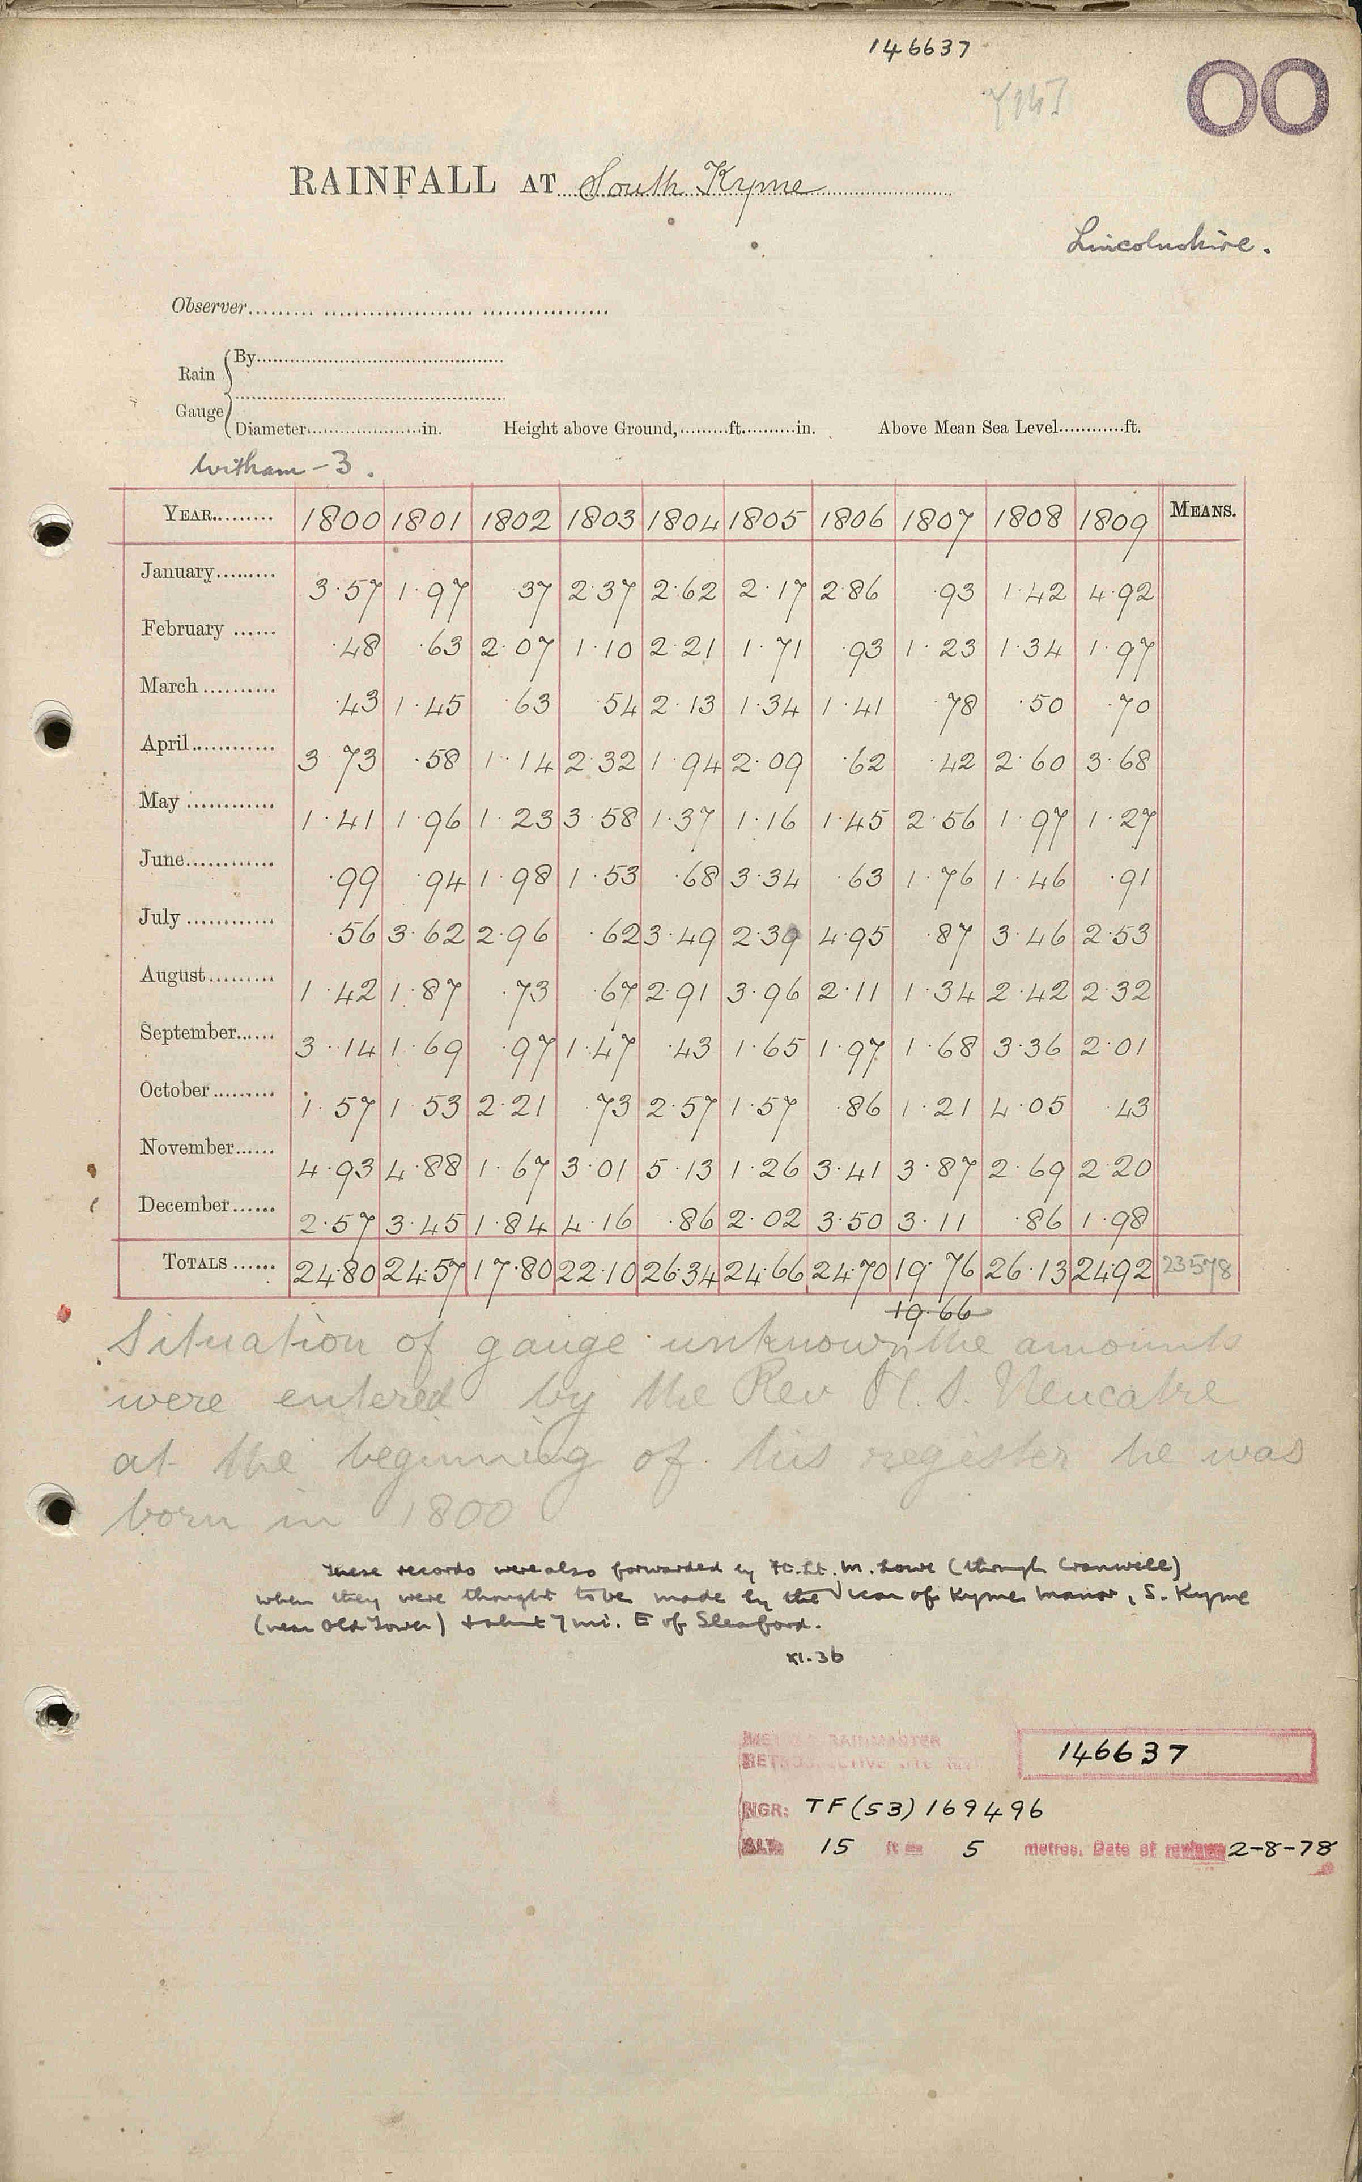 146637
OO
RAINFALL AT South Kyme
Lincolnshire.
Observer
Rain Gauge { By
Diameter in. Height above Ground, ft. in. Above Mean Sea Level ft.
Witham - 3.
YEAR 1800 1801 1802 1803 1804 1805 1806 1807 1808 1809 MEANS.
January 3·57 1·97 ·37 2·37 2·62 2·17 2·86 ·93 1·42 4·92
February ·48 ·63 2·07 1·10 2·21 1·71 ·93 1·23 1·34 1·97
March ·43 1·45 ·63 ·54 2·13 1·34 1·41 ·78 ·50 ·70
April 3·73 ·58 1·14 2·32 1·94 2·09 ·62 ·42 2·60 3·68
May 1·41 1·96 1·23 3·58 1·37 1·16 1·45 2·56 1·97 1·27
June ·99 ·94 1·98 1·53 ·68 3·34 ·63 1·76 1·46 ·91
July ·56 3·62 2·96 ·62 3·49 2·39 4·95 ·87 3·46 2·53
August 1·42 1·87 ·73 ·67 2·91 3·96 2·11 1·34 2·42 2·32
September 3·14 1·69 ·97 1·47 ·43 1·65 1·97 1·68 3·36 2·01
October 1·57 1·53 2·21 ·73 2·57 1·57 ·86 1·21 4·05 ·43
November 4·93 4·88 1·67 3·01 5·13 1·26 3·41 3·87 2·69 2·20
December 2·57 3·45 1·84 4·16 ·86 2·02 3·50 3·11 ·86 1·98
TOTALS 24·80 24·57 17·80 22·10 26·34 24·66 24·70 19·76 26·13 24·92 23578
19·66
Situation of gauge unknown, the amounts
were entered by the Rev H. S.
at the beginning of his register he was
born in 1800
These records were also forwarded by Fl. Lt. M. Lowe (through Cranwell)
when they were thought to be made by the Vicar of Kyme Manor, S. Kyme
(near Old Tower) + about 7 mi. E of Sleaford.
XI.36
RAINMASTER
146637
NGR: TF(53)169496
ALT: 15 ft 5 metres. Date of review 2-8-78